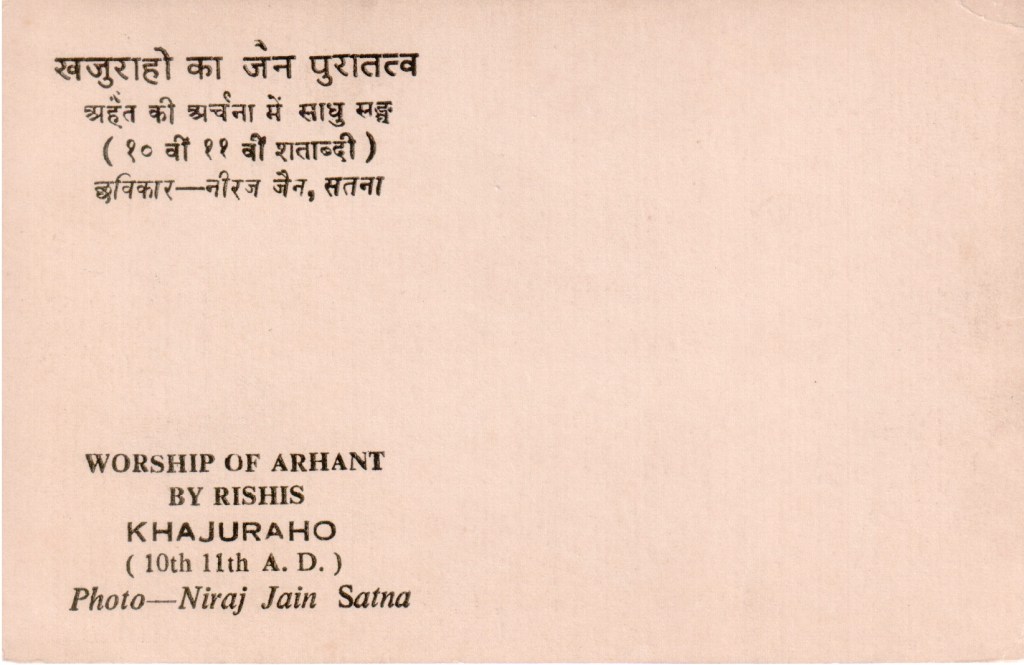 खजुराहो का जैन पुरातत्व
अर्हंत की अर्चना में साधु सङ्घ
( १० वीं ११ वीं शताब्दी )
छविकार—नीरज जैन, सतना
WORSHIP OF ARHANT
BY RISHIS
KHAJURAHO
( 10th 11th A. D. )
Photo—Niraj Jain Satna